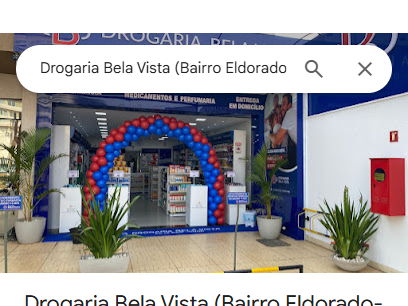 DROGARIA BELA
Drogaria Bela Vista (Bairro Eldorado
MEDICAMENTOS E PERFUMARIA
ENTREGA
EM DOMICÍLIO
DROGARIA BELA VISTA
Drogaria Bela Vista (Bairro Eldorado-